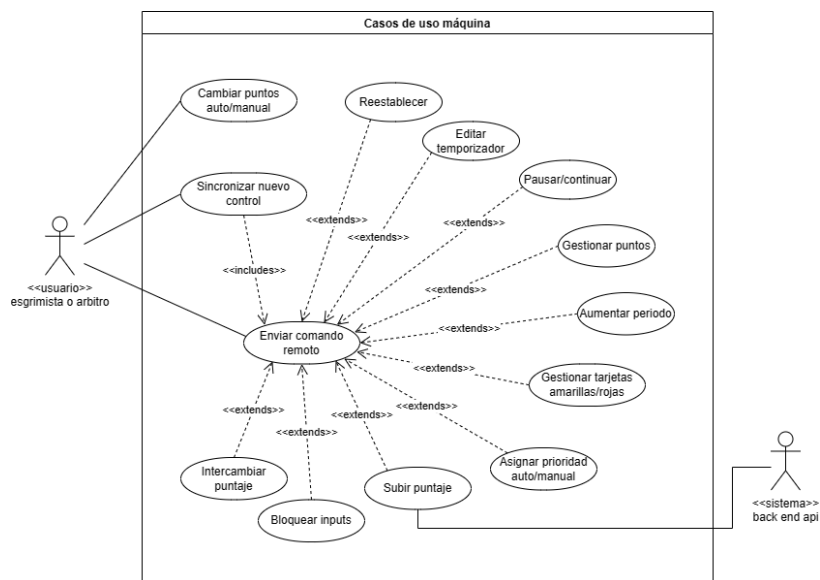 Casos de uso máquina
Cambiar puntos
auto/manual
Reestablecer
Editar
temporizador
Sincronizar nuevo
control
Pausar/continuar
<<extends>>
<<extends>>
<<extends>>
Gestionar puntos
<<usuario>>
esgrimista o arbitro
<<includes>>
<<extends>>
Aumentar periodo
<<extends>>
Enviar comando
remoto
<<extends>>
Gestionar tarjetas
amarillas/rojas
<<extends>>
<<extends>>
<<extends>>
<<extends>>
Intercambiar
puntaje
Subir puntaje
Asignar prioridad
auto/manual
Bloquear inputs
<<sistema>>
back end api